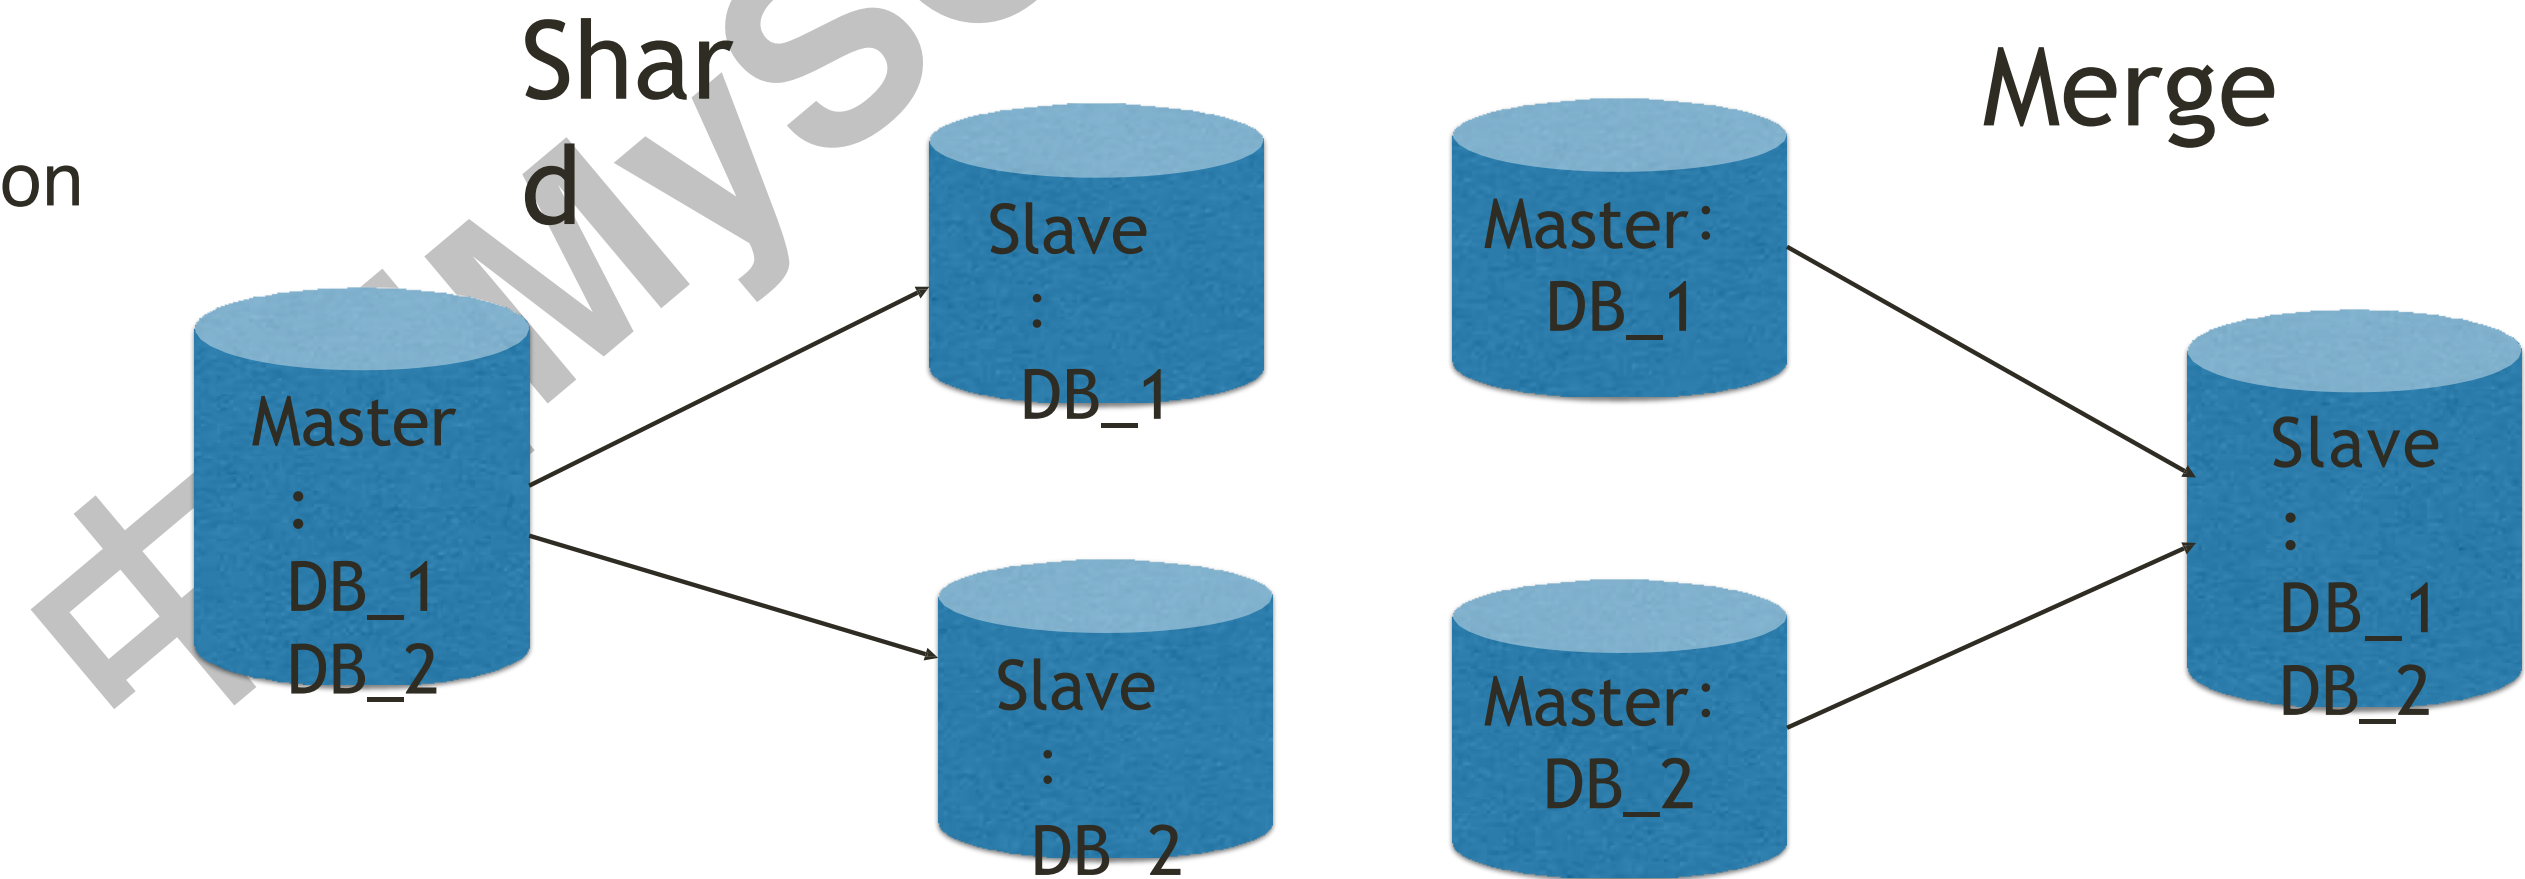 Shar
d
on
Master
:
DB_1
DB_2
Slave
:
DB_1
Slave
:
DB_2
Merge
Master:
DB_1
Master:
DB_2
Slave
:
DB_1
DB_2